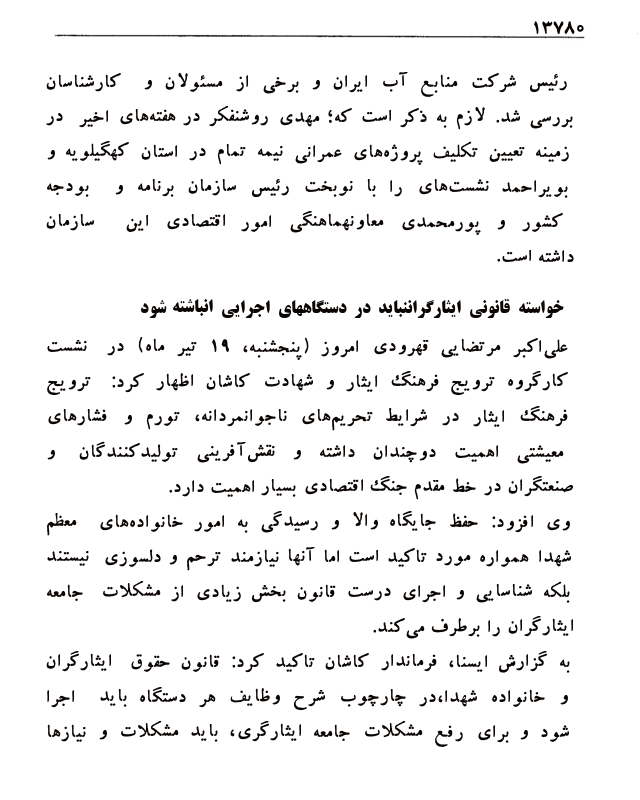 ۱۳۷۸۰
رئیس شرکت منابع آب ایران و برخی از مسئولان و کارشناسان
بررسی شد. لازم به ذکر است که؛ مهدی روشنفکر در هفته‌های اخیر در
زمینه تعیین تکلیف پروژه‌های عمرانی نیمه تمام در استان کهگیلویه و
بویراحمد نشست‌های را با نوبخت رئیس سازمان برنامه و بودجه
کشور و پورمحمدی معاونهماهنگی امور اقتصادی این سازمان
داشته است.
خواسته قانونی ایثارگراننباید در دستگاههای اجرایی انباشته شود
علی‌اکبر مرتضایی قهرودی امروز (پنجشنبه، ۱۹ تیر ماه) در نشست
کارگروه ترویج فرهنگ ایثار و شهادت کاشان اظهار کرد: ترویج
فرهنگ ایثار در شرایط تحریم‌های ناجوانمردانه، تورم و فشارهای
معیشتی اهمیت دوچندان داشته و نقش‌آفرینی تولیدکنندگان و
صنعتگران در خط مقدم جنگ اقتصادی بسیار اهمیت دارد.
وی افزود: حفظ جایگاه والا و رسیدگی به امور خانواده‌های معظم
شهدا همواره مورد تاکید است اما آنها نیازمند ترحم و دلسوزی نیستند
بلکه شناسایی و اجرای درست قانون بخش زیادی از مشکلات جامعه
ایثارگران را برطرف می‌کند.
به گزارش ایسنا، فرماندار کاشان تاکید کرد: قانون حقوق ایثارگران
و خانواده شهدا،در چارچوب شرح وظایف هر دستگاه باید اجرا
شود و برای رفع مشکلات جامعه ایثارگری، باید مشکلات و نیازها